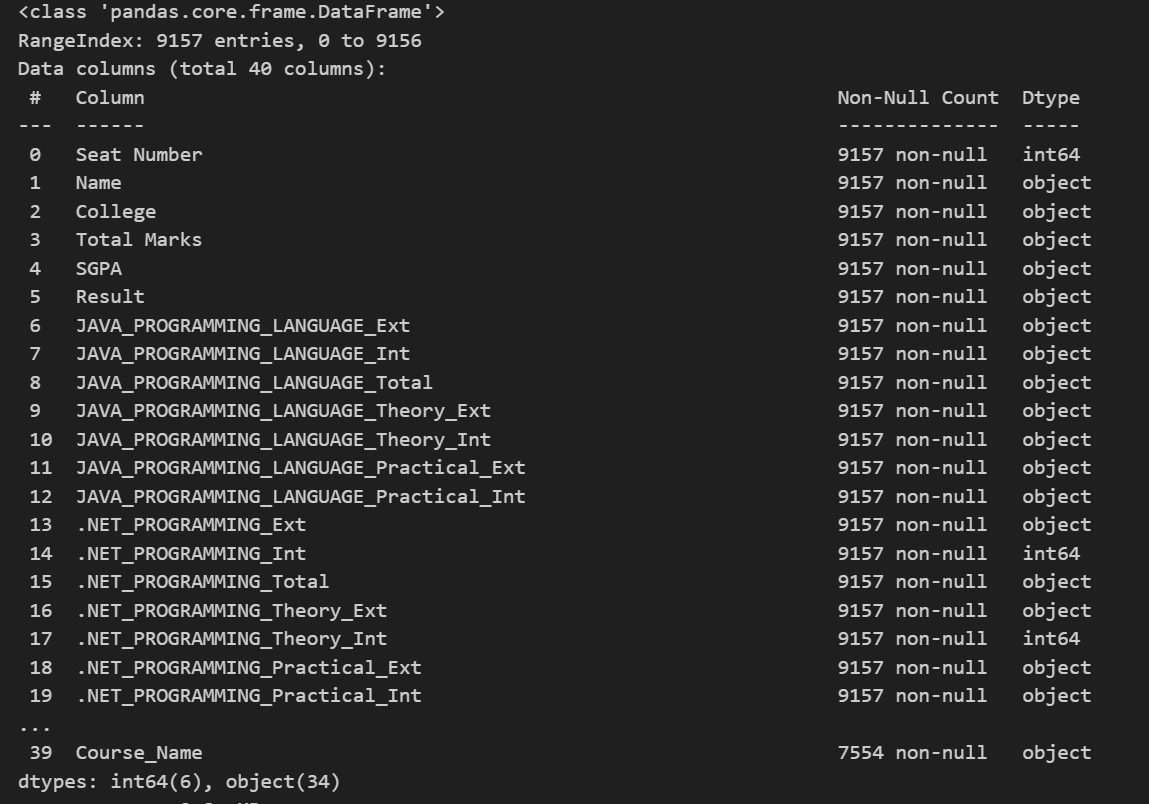 <class 'pandas.core.frame.DataFrame'>
RangeIndex: 9157 entries, 0 to 9156
Data columns (total 40 columns):
 #   Column                                                            Non-Null Count  Dtype
---  ------                                                            --------------  -----
 0   Seat Number                                                       9157 non-null   int64
 1   Name                                                              9157 non-null   object
 2   College                                                           9157 non-null   object
 3   Total Marks                                                       9157 non-null   object
 4   SGPA                                                              9157 non-null   object
 5   Result                                                            9157 non-null   object
 6   JAVA_PROGRAMMING_LANGUAGE_Ext                                     9157 non-null   object
 7   JAVA_PROGRAMMING_LANGUAGE_Int                                     9157 non-null   object
 8   JAVA_PROGRAMMING_LANGUAGE_Total                                   9157 non-null   object
 9   JAVA_PROGRAMMING_LANGUAGE_Theory_Ext                              9157 non-null   object
 10  JAVA_PROGRAMMING_LANGUAGE_Theory_Int                              9157 non-null   object
 11  JAVA_PROGRAMMING_LANGUAGE_Practical_Ext                           9157 non-null   object
 12  JAVA_PROGRAMMING_LANGUAGE_Practical_Int                           9157 non-null   object
 13  .NET_PROGRAMMING_Ext                                              9157 non-null   object
 14  .NET_PROGRAMMING_Int                                              9157 non-null   int64
 15  .NET_PROGRAMMING_Total                                            9157 non-null   object
 16  .NET_PROGRAMMING_Theory_Ext                                       9157 non-null   object
 17  .NET_PROGRAMMING_Theory_Int                                       9157 non-null   int64
 18  .NET_PROGRAMMING_Practical_Ext                                    9157 non-null   object
 19  .NET_PROGRAMMING_Practical_Int                                    9157 non-null   object
...
 39  Course_Name                                                       7554 non-null   object
dtypes: int64(6), object(34)